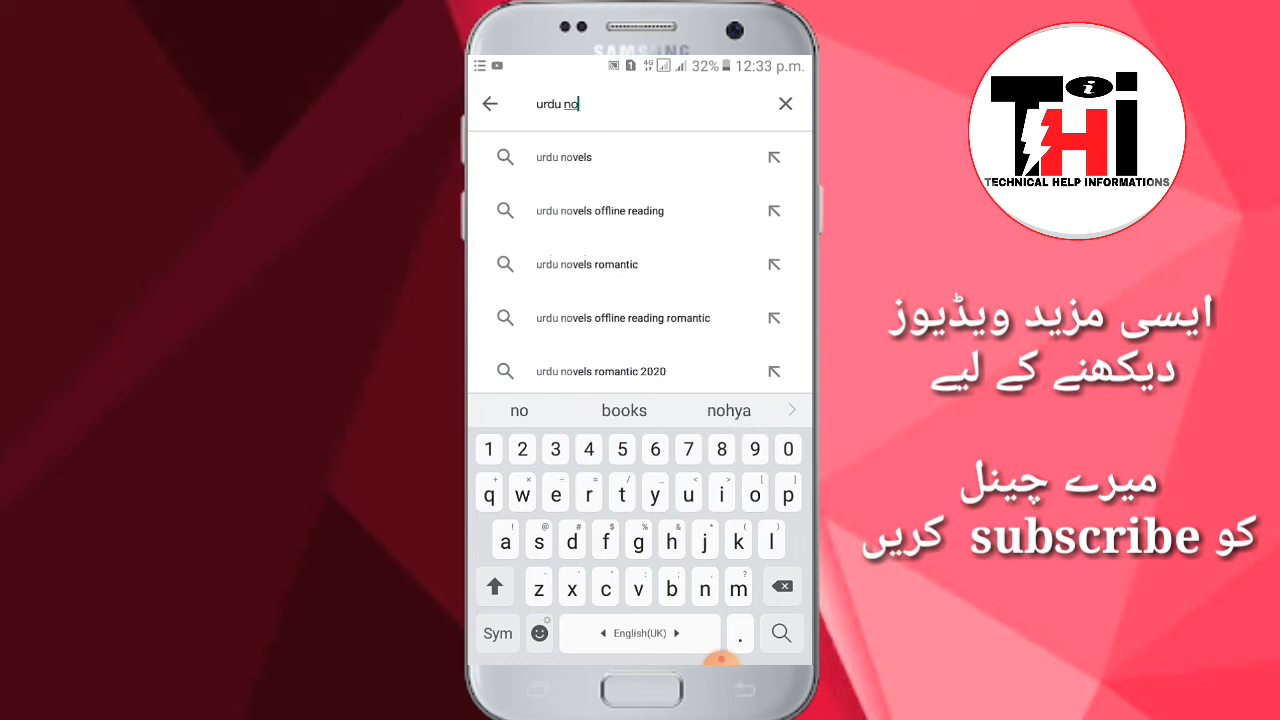 SAMSUNG
1 4G 32% 12:33 p.m.
urdu no
urdu novels
urdu novels offline reading
urdu novels romantic
urdu novels offline reading romantic
urdu novels romantic 2020
no books nohya
1 2 3 4 5 6 7 8 9 0
+ × ÷ = / _ < > [ ]
q w e r t y u i o p
! @ # $ % & * ( )
a s d f g h j k l
- ' " : ; , ?
z x c v b n m
Sym English(UK) .
THi
TECHNICAL HELP INFORMATIONS
ایسی مزید ویڈیوز
دیکھنے کے لیے
میرے چینل
کو subscribe کریں